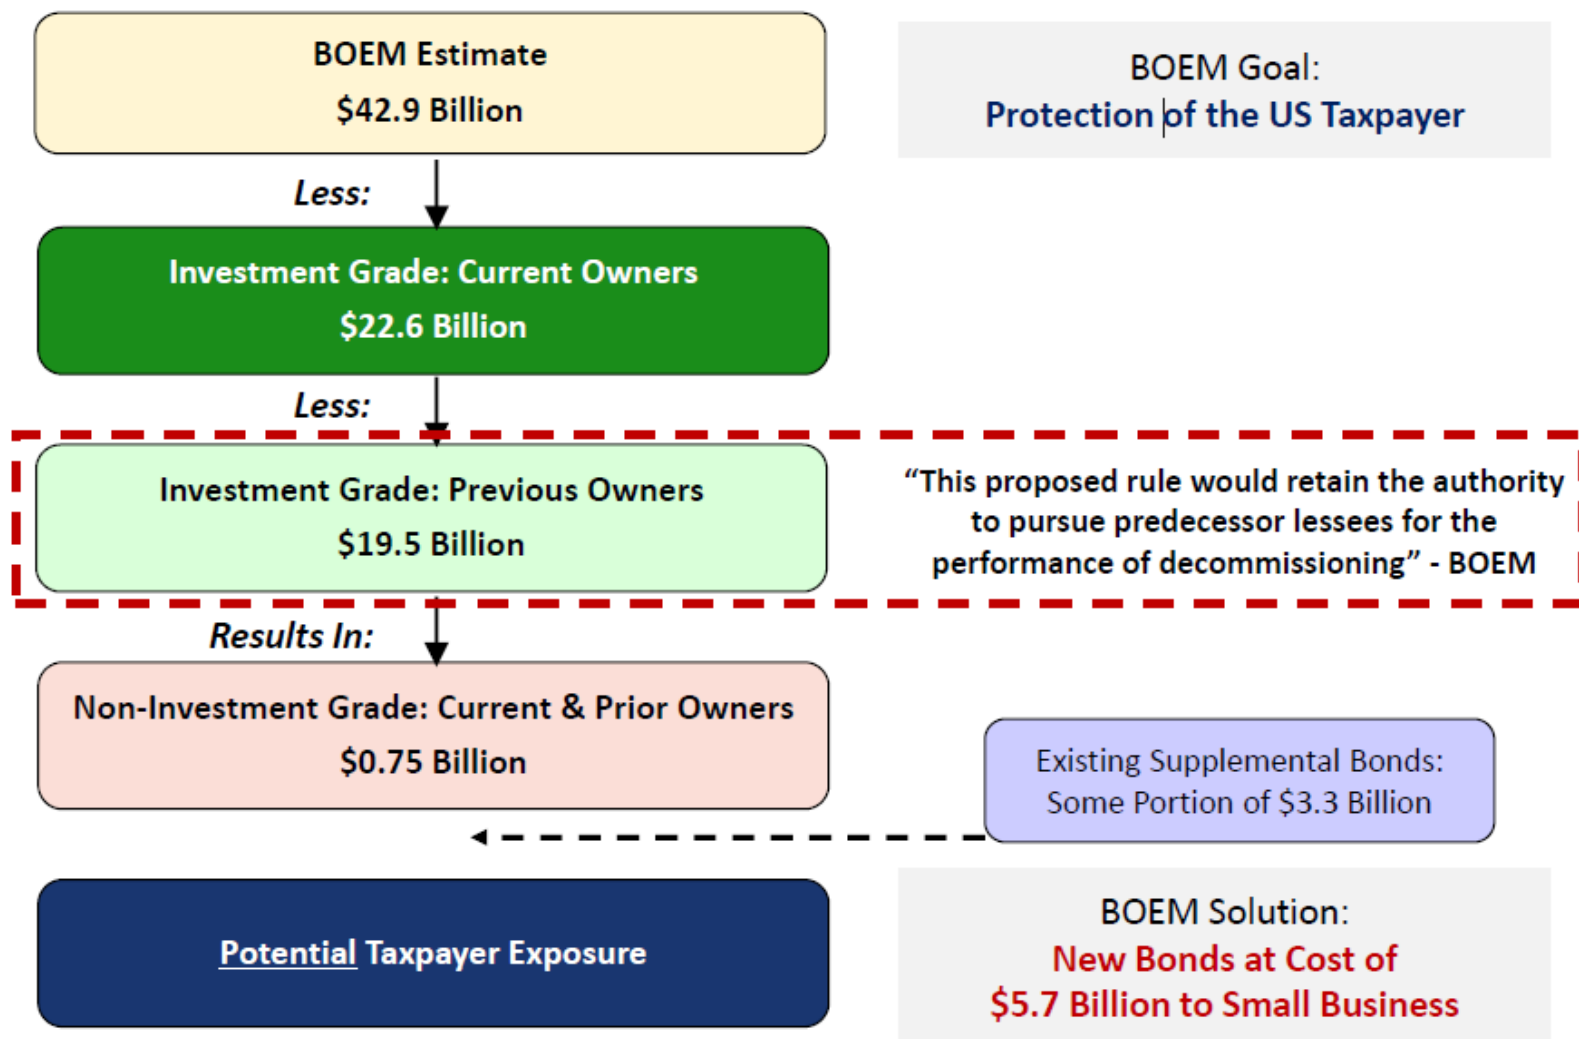 BOEM Estimate
$42.9 Billion
BOEM Goal:
Protection of the US Taxpayer
Less:
Investment Grade: Current Owners
$22.6 Billion
Less:
Investment Grade: Previous Owners
$19.5 Billion
“This proposed rule would retain the authority
to pursue predecessor lessees for the
performance of decommissioning” - BOEM
Results In:
Non-Investment Grade: Current & Prior Owners
$0.75 Billion
Existing Supplemental Bonds:
Some Portion of $3.3 Billion
Potential Taxpayer Exposure
BOEM Solution:
New Bonds at Cost of
$5.7 Billion to Small Business